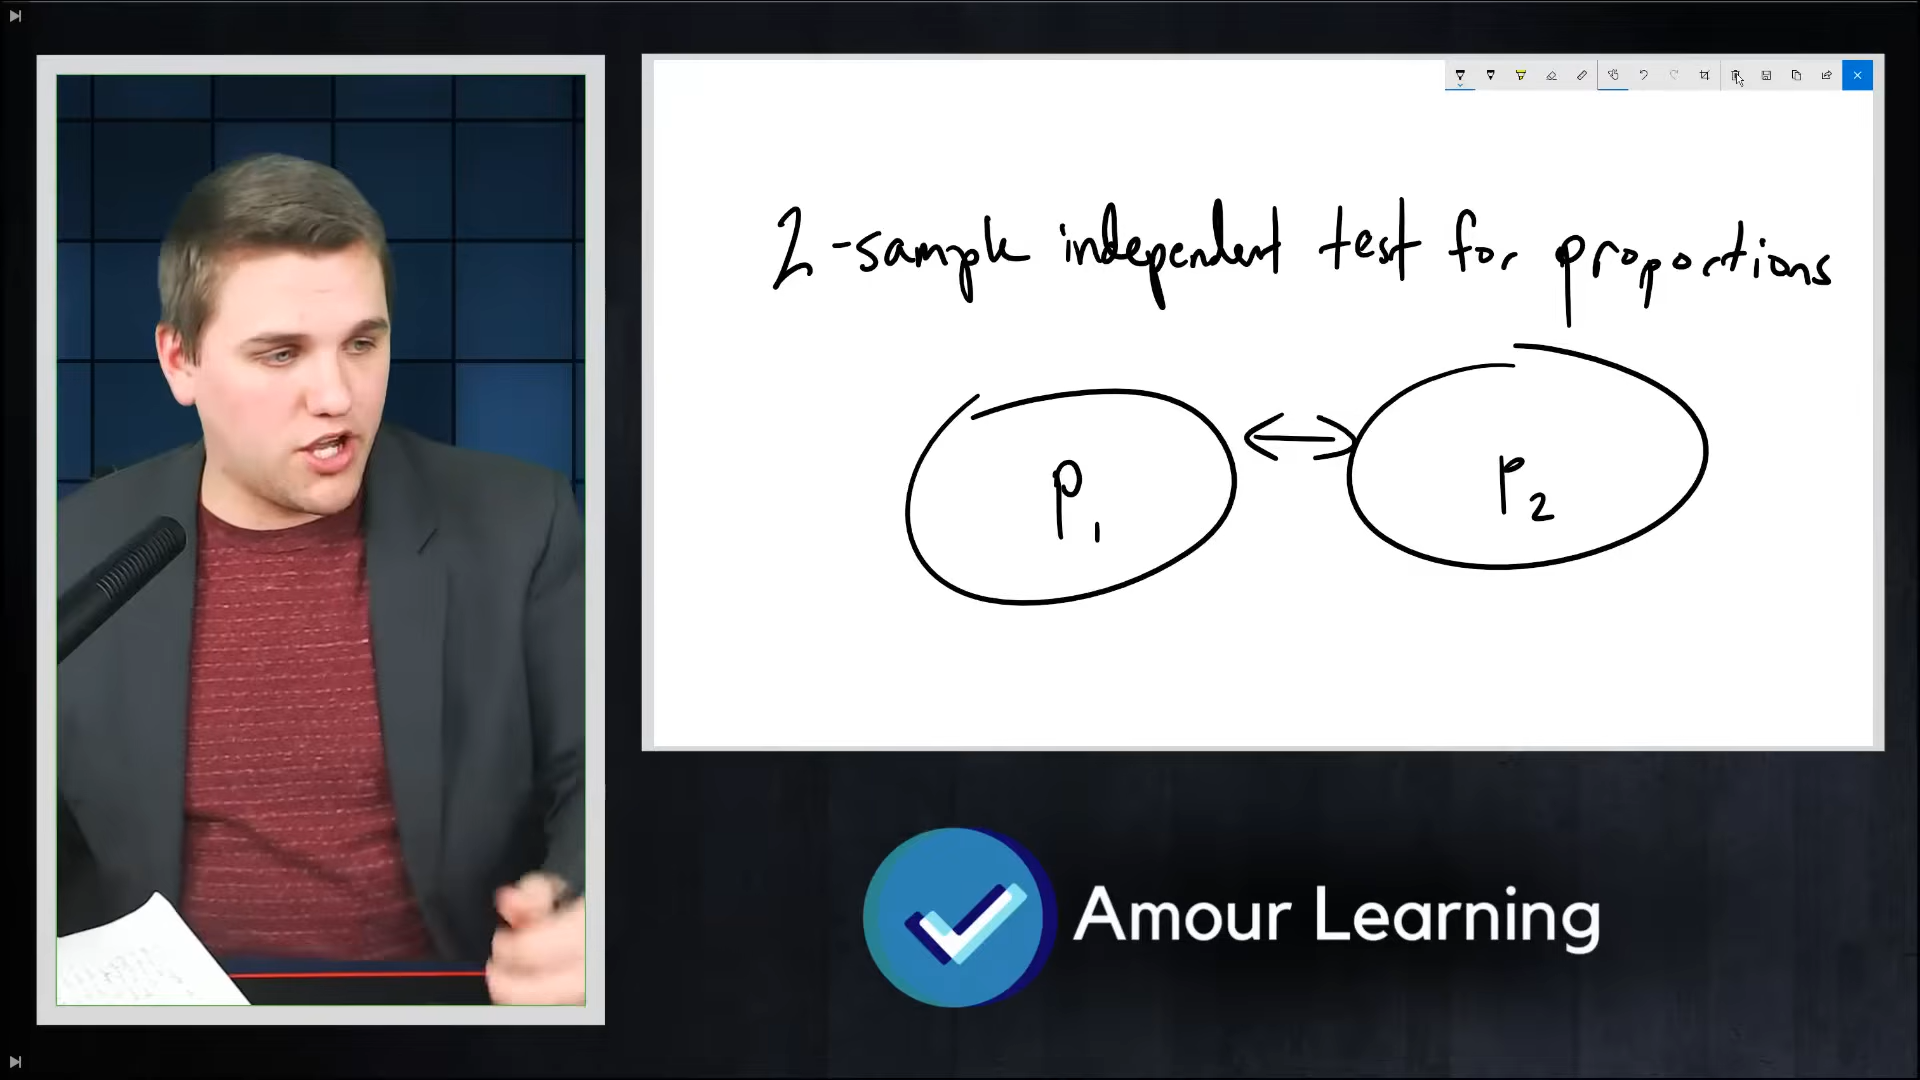 2-sample independent test for proportions
p1
p2
Amour Learning